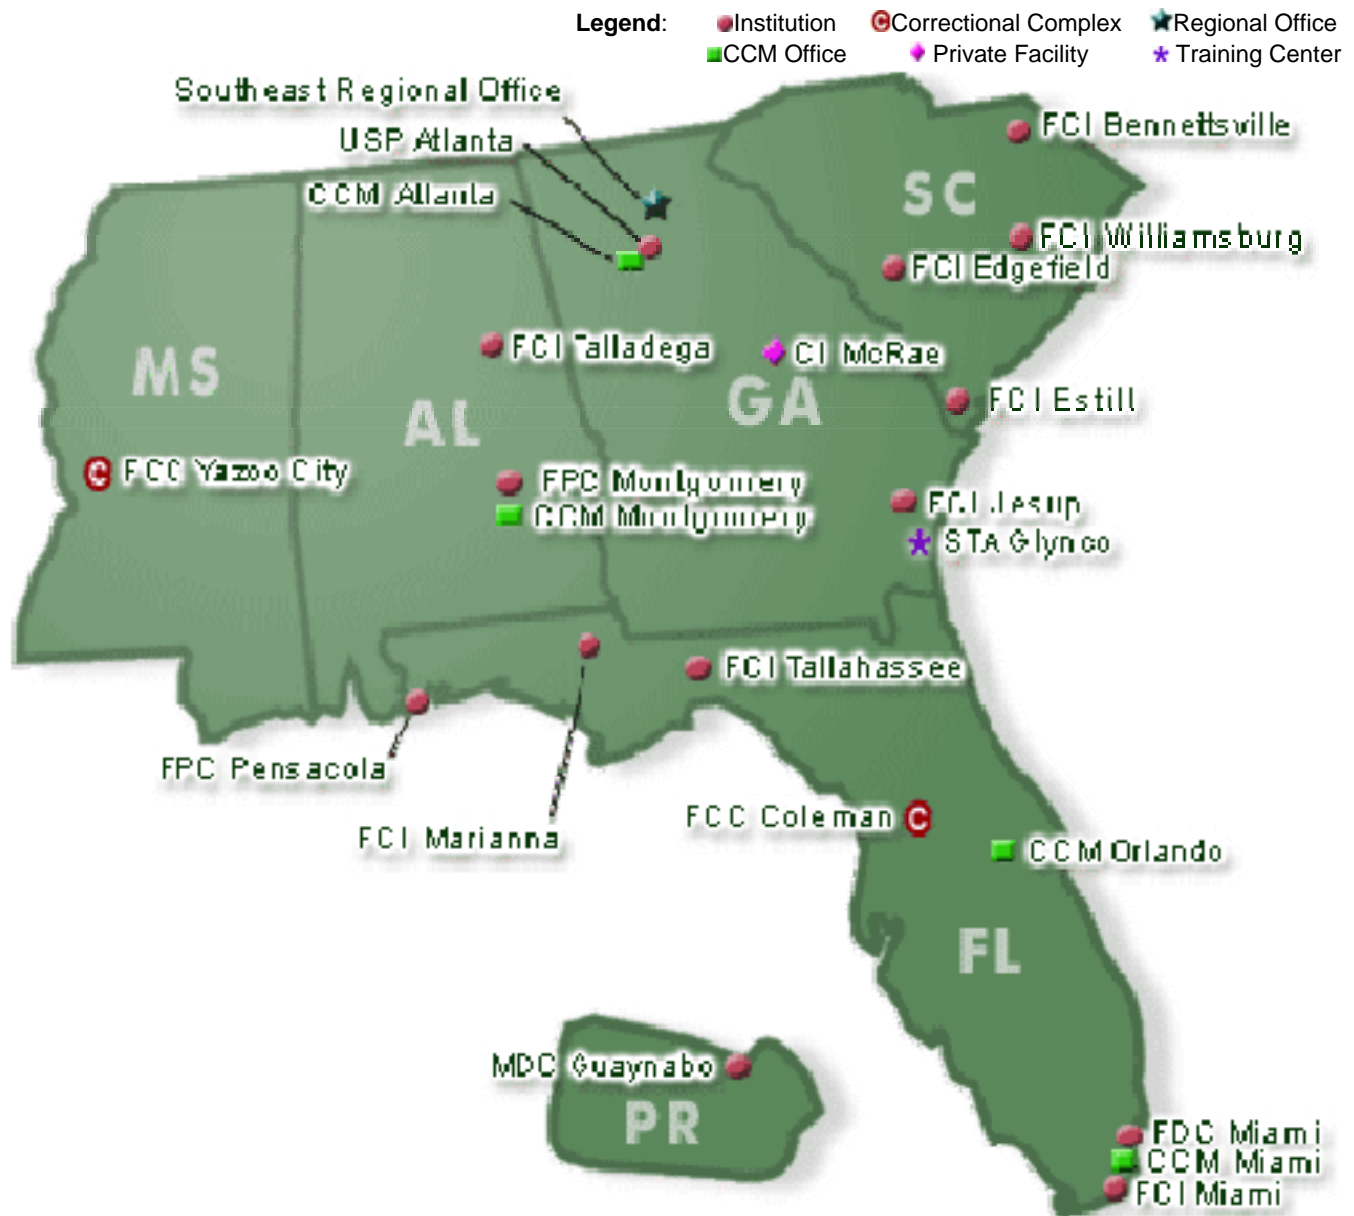 Legend: Institution Correctional Complex Regional Office
CCM Office Private Facility Training Center
Southeast Regional Office
USP Atlanta
CCM Atlanta
FCI Bennettsville
SC
FCI Williamsburg
FCI Edgefield
FCI Talladega
CI McRae
MS
GA
AL
FCI Estill
C FCC Yazoo City
FPC Montgomery
CCM Montgomery
FCI Jesup
STA Glynco
FCI Tallahassee
FPC Pensacola
FCI Marianna
FCC Coleman C
CCM Orlando
FL
MDC Guaynabo
PR
FDC Miami
CCM Miami
FCI Miami